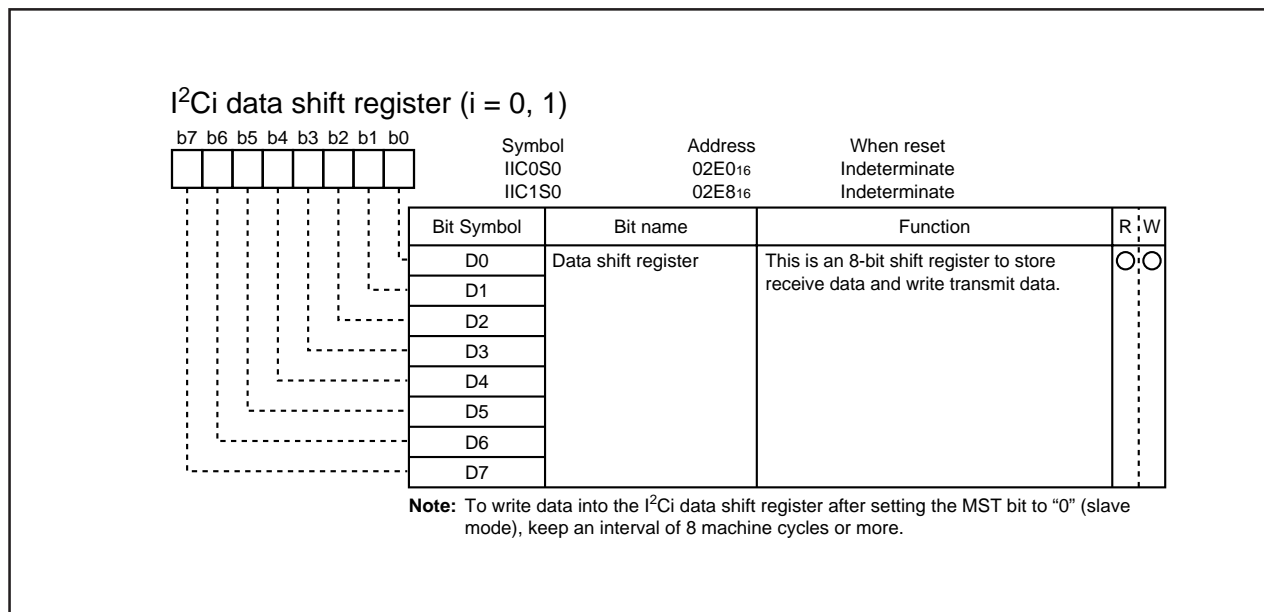 I²Ci data shift register (i = 0, 1)
b7 b6 b5 b4 b3 b2 b1 b0
Symbol Address When reset
IIC0S0 02E0₁₆ Indeterminate
IIC1S0 02E8₁₆ Indeterminate
Bit Symbol Bit name Function R W
D0 Data shift register This is an 8-bit shift register to store
D1 receive data and write transmit data.
D2
D3
D4
D5
D6
D7
Note: To write data into the I²Ci data shift register after setting the MST bit to “0” (slave
mode), keep an interval of 8 machine cycles or more.